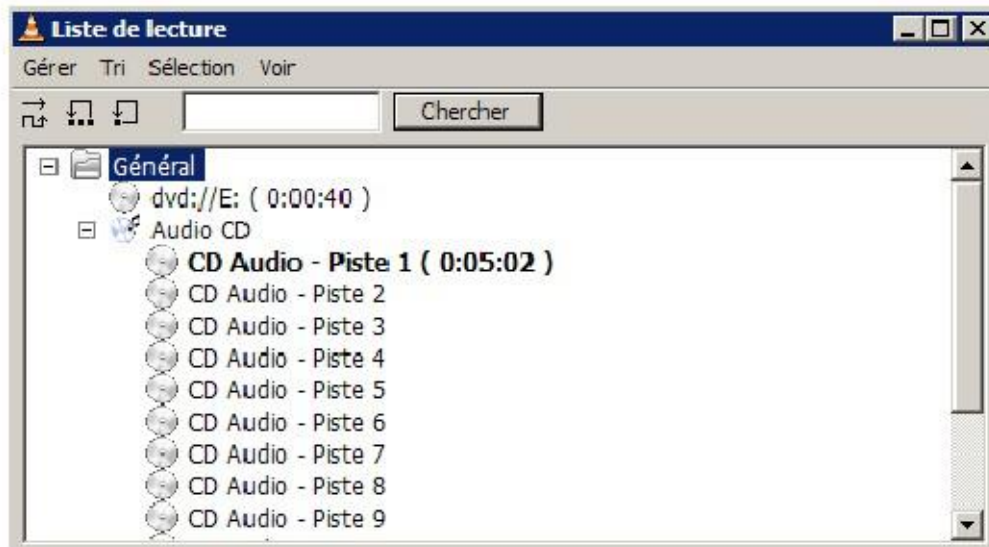 Liste de lecture
Gérer Tri Sélection Voir
Chercher
Général
dvd://E: ( 0:00:40 )
Audio CD
CD Audio - Piste 1 ( 0:05:02 )
CD Audio - Piste 2
CD Audio - Piste 3
CD Audio - Piste 4
CD Audio - Piste 5
CD Audio - Piste 6
CD Audio - Piste 7
CD Audio - Piste 8
CD Audio - Piste 9